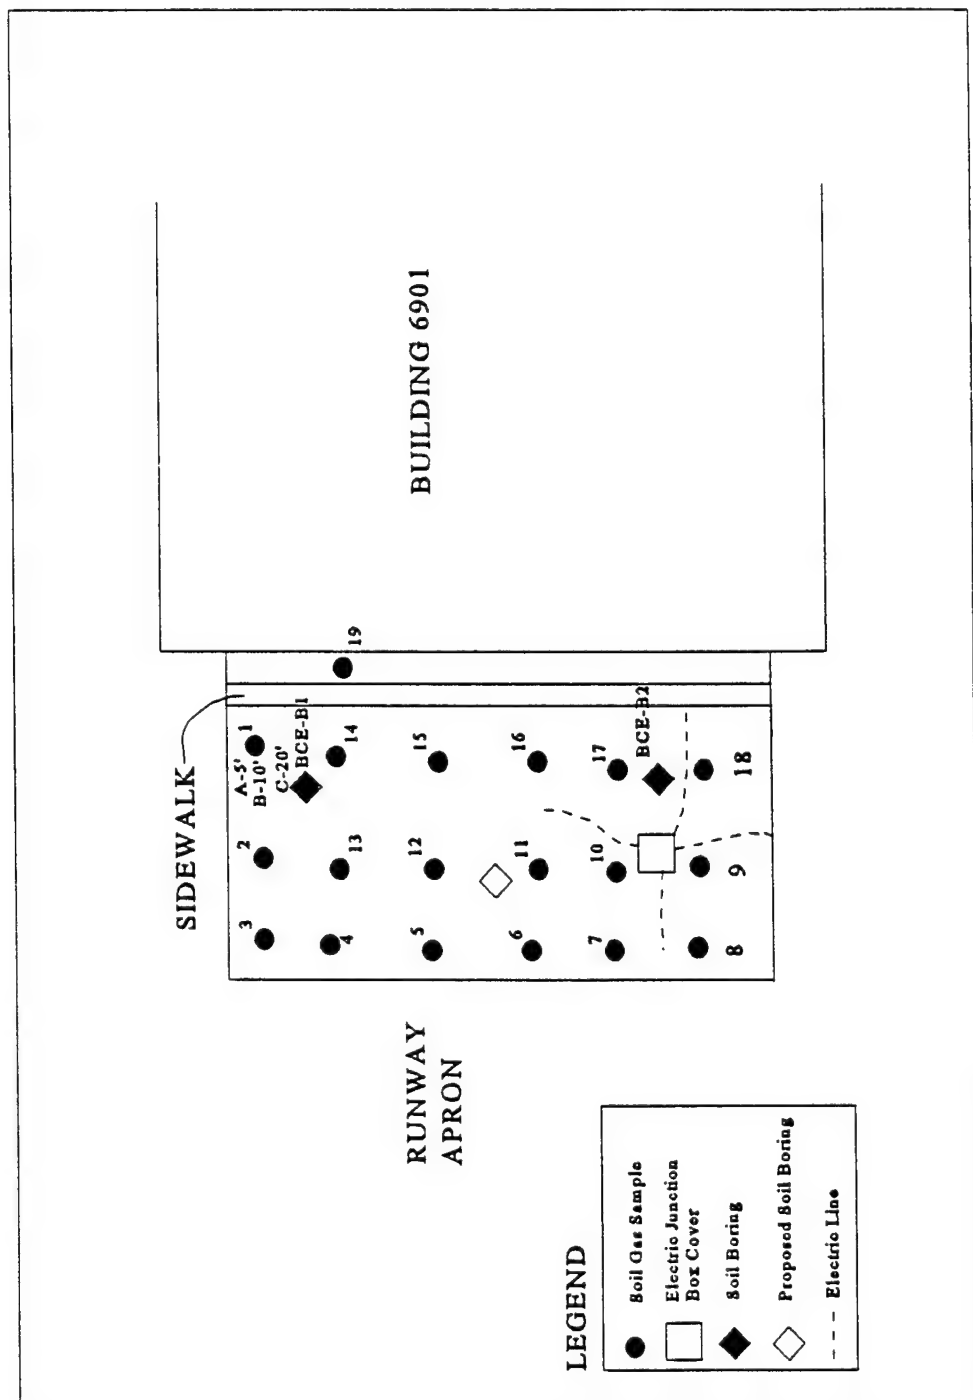 SIDEWALK
3
2
1
A-5'
B-10'
C-20'
BCE-B1
4
13
14
19
RUNWAY
APRON
5
12
15
BUILDING 6901
6
11
16
7
10
17
BCE-B2
8
9
18
LEGEND
Soil Gas Sample
Electric Junction
Box Cover
Soil Boring
Proposed Soil Boring
Electric Line